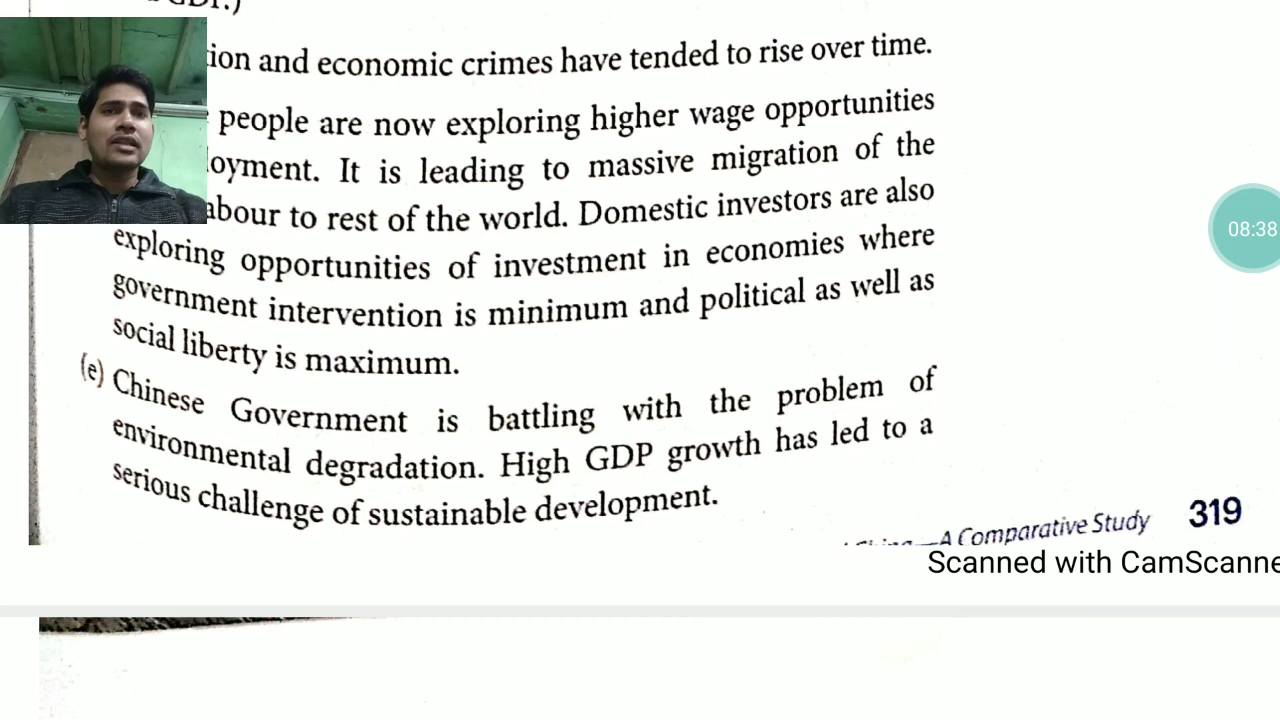 and economic crimes have tended to rise over time.
people are now exploring higher wage opportunities
It is leading to massive migration of the
to rest of the world. Domestic investors are also
exploring opportunities of investment in economies where
government intervention is minimum and political as well as
social liberty is maximum.
(e) Chinese Government is battling with the problem of
environmental degradation. High GDP growth has led to a
serious challenge of sustainable development.
—A Comparative Study 319
Scanned with
08:38